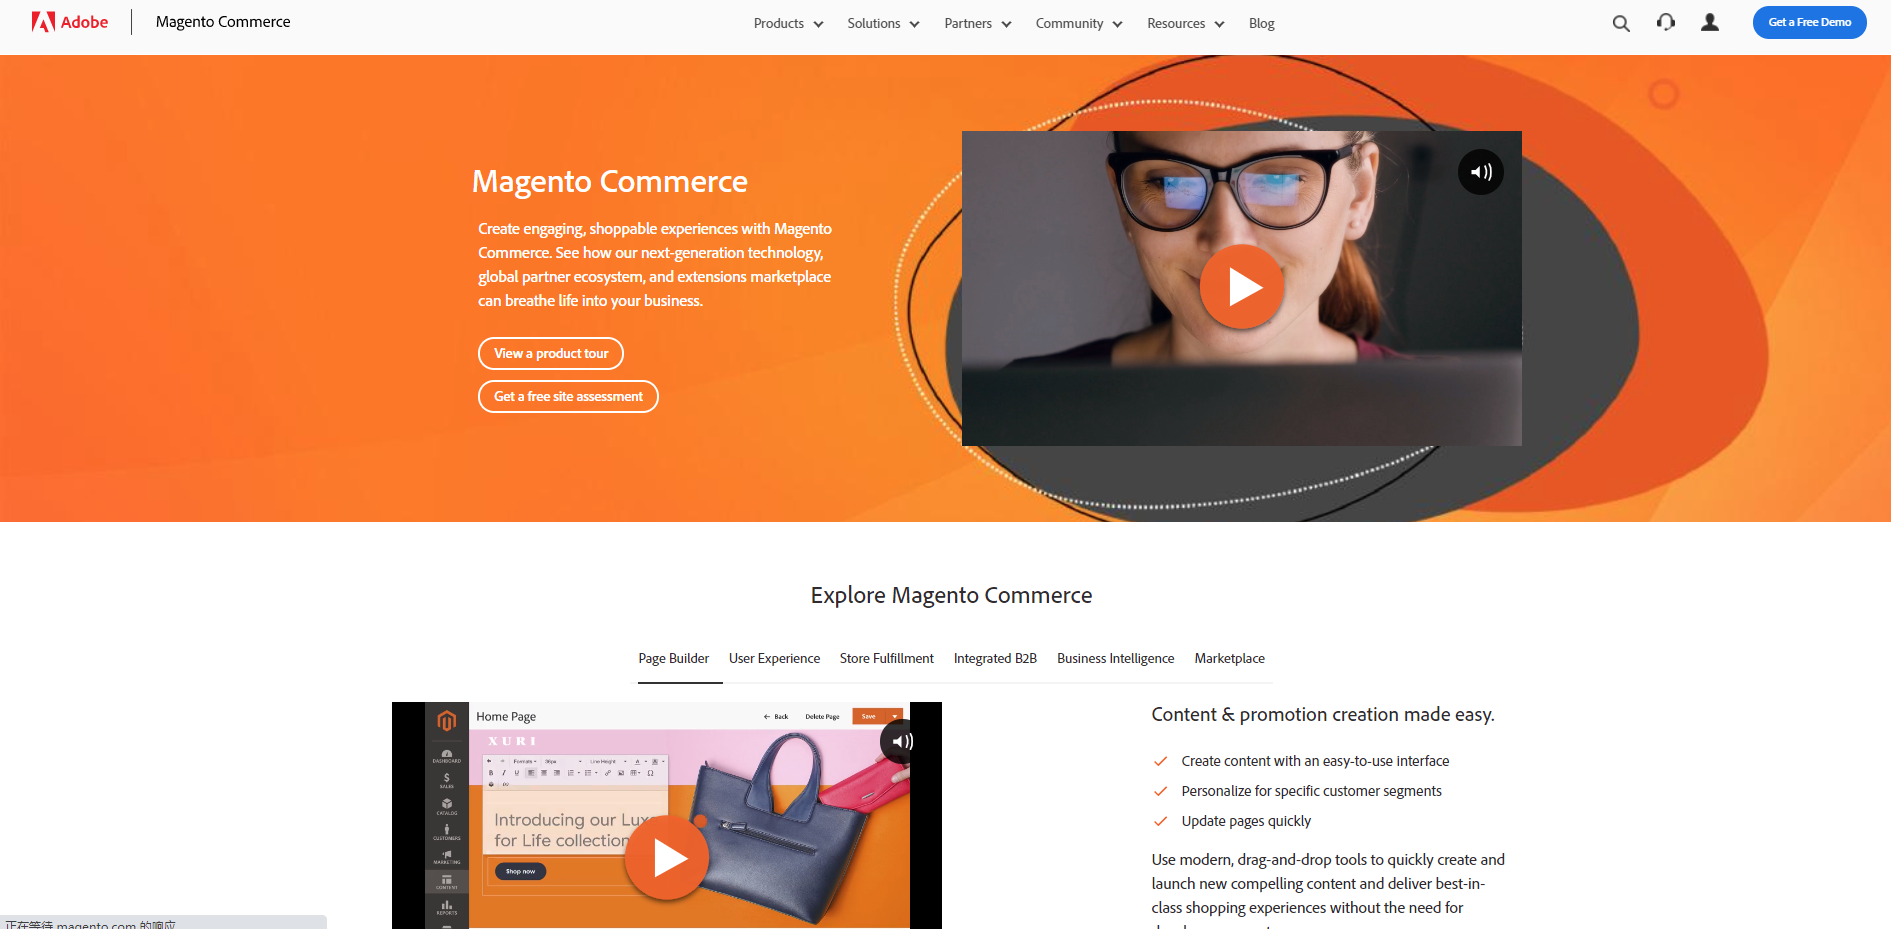 Adobe
Magento Commerce
Products
Solutions
Partners
Community
Resources
Blog
Get a Free Demo
Magento Commerce
Create engaging, shoppable experiences with Magento
Commerce. See how our next-generation technology,
global partner ecosystem, and extensions marketplace
can breathe life into your business.
View a product tour
Get a free site assessment
Explore Magento Commerce
Page Builder
User Experience
Store Fulfillment
Integrated B2B
Business Intelligence
Marketplace
Home Page
Back
Delete Page
Save
XURI
DASHBOARD
SALES
CATALOG
CUSTOMERS
MARKETING
CONTENT
REPORTS
Formats
36px
Line Height
Introducing our Luxe
for Life collection
Shop now
Content & promotion creation made easy.
Create content with an easy-to-use interface
Personalize for specific customer segments
Update pages quickly
Use modern, drag-and-drop tools to quickly create and
launch new compelling content and deliver best-in-
class shopping experiences without the need for
正在等待 magento.com 的响应